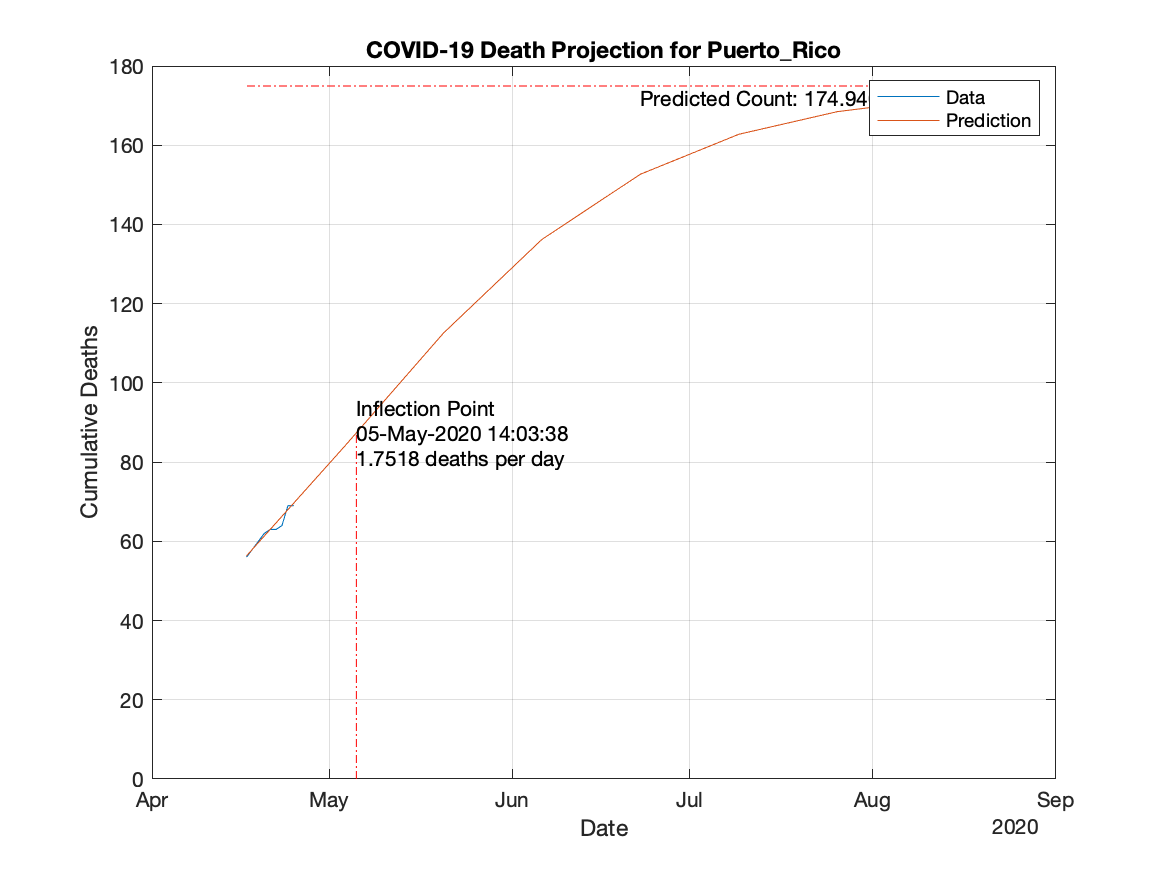 COVID-19 Death Projection for Puerto_Rico
180
160
140
120
100
80
60
40
20
0
Cumulative Deaths
Predicted Count: 174.94
Data
Prediction
Inflection Point
05-May-2020 14:03:38
1.7518 deaths per day
Apr
May
Jun
Jul
Aug
Sep
Date
2020